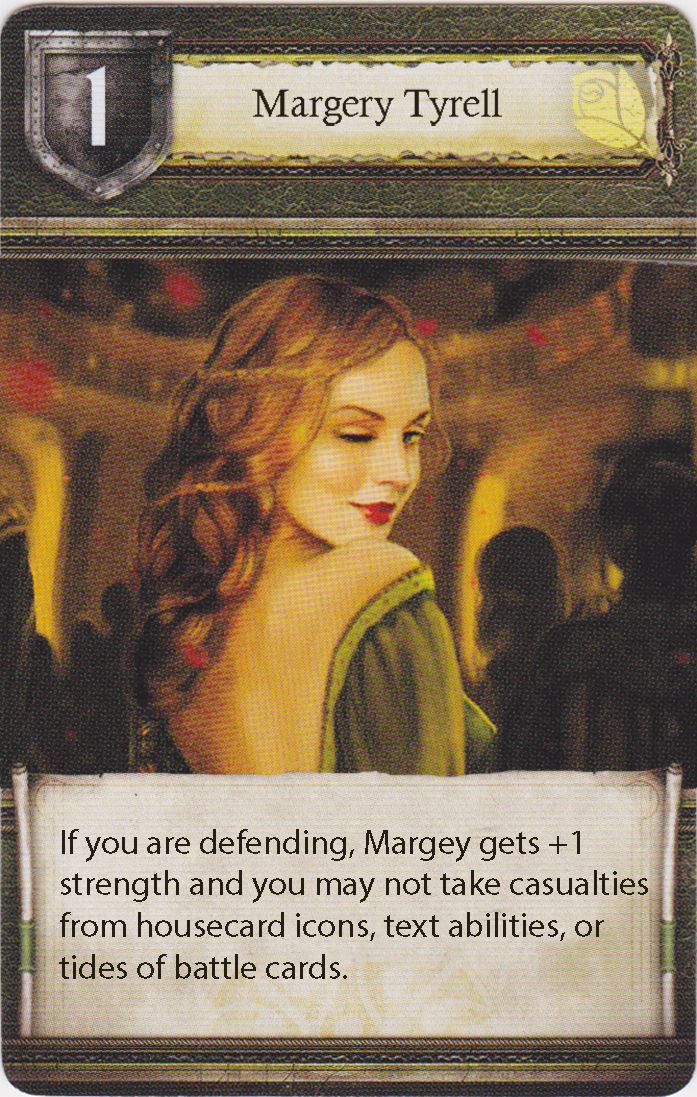 1
Margery Tyrell
If you are defending, Margey gets +1
strength and you may not take casualties
from housecard icons, text abilities, or
tides of battle cards.